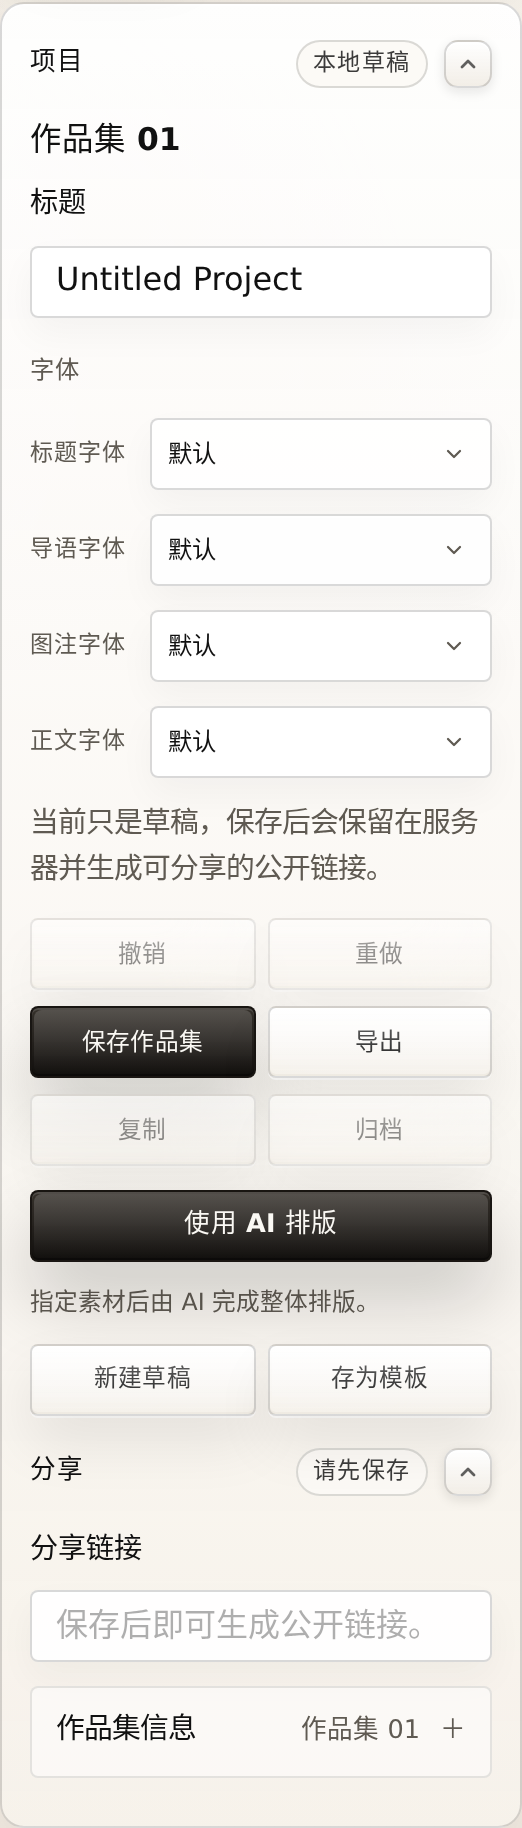 项目
本地草稿
作品集 01
标题
Untitled Project
字体
标题字体 默认
导语字体 默认
图注字体 默认
正文字体 默认
当前只是草稿，保存后会保留在服务
器并生成可分享的公开链接。
撤销 重做
保存作品集 导出
复制 归档
使用 AI 排版
指定素材后由 AI 完成整体排版。
新建草稿 存为模板
分享 请先保存
分享链接
保存后即可生成公开链接。
作品集信息 作品集 01